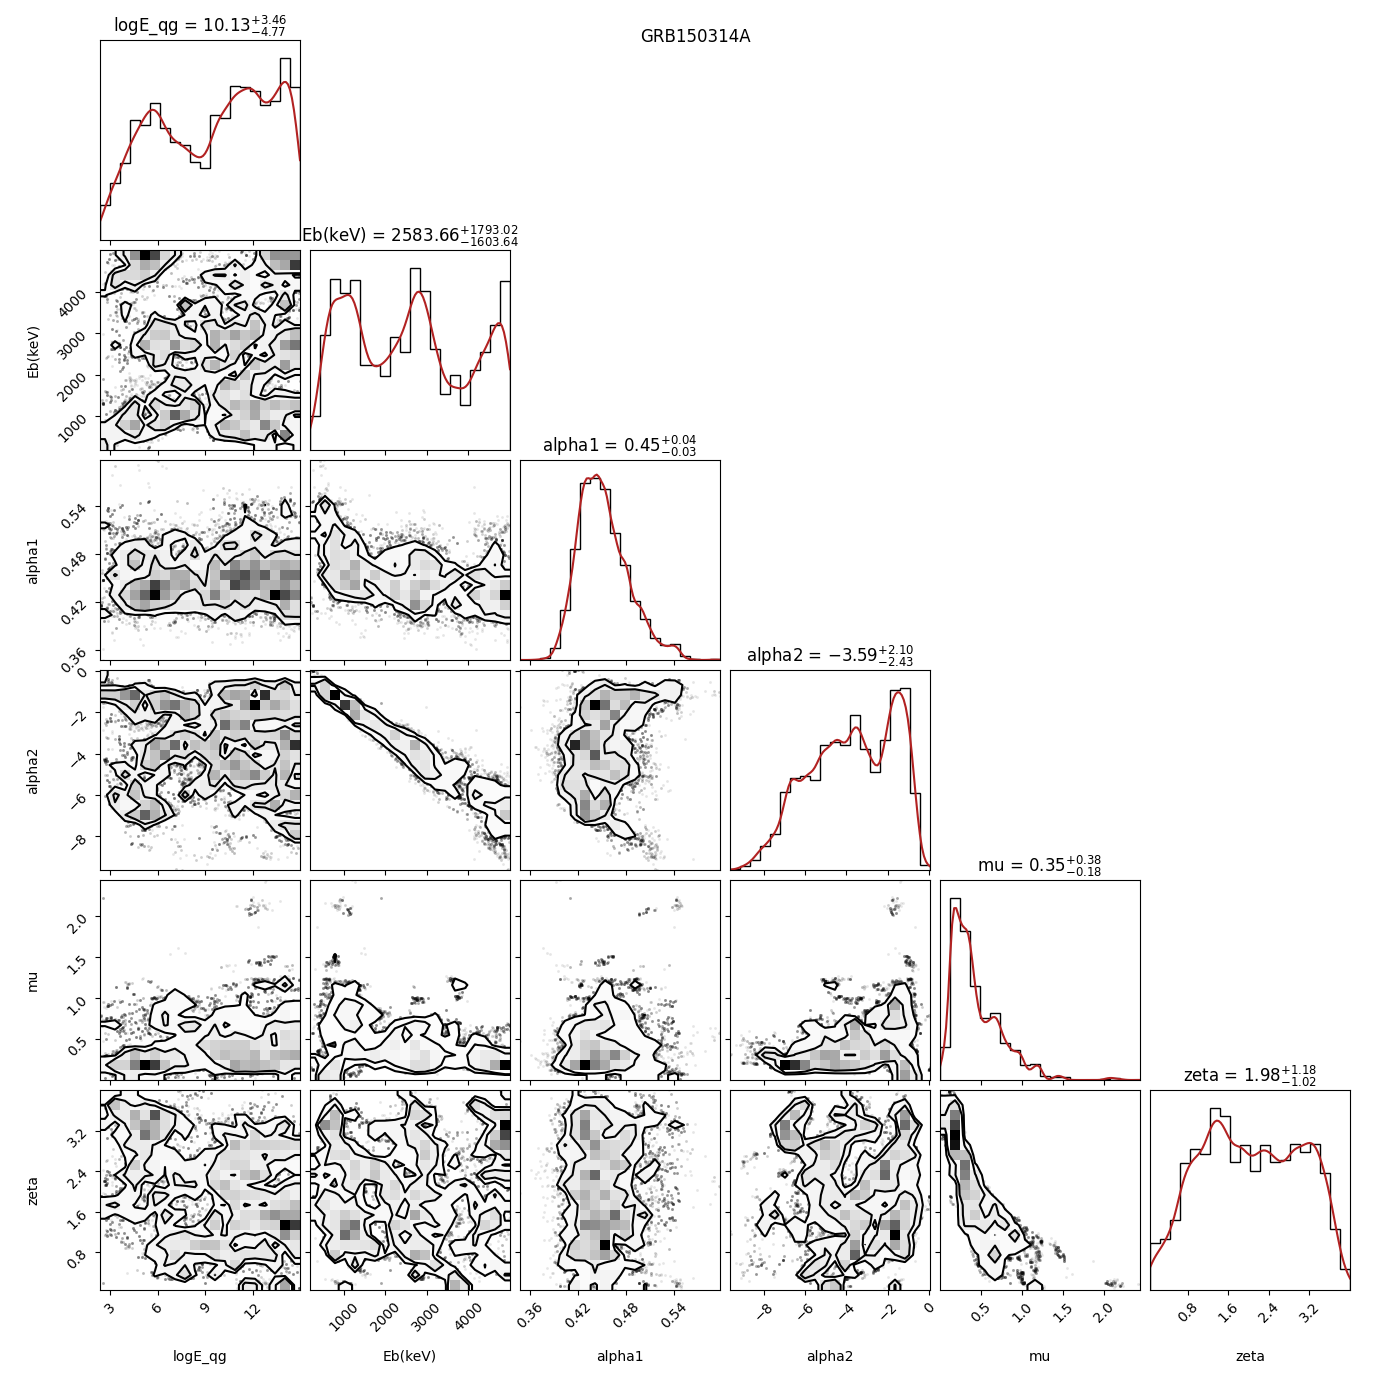 GRB150314A
logE_qg = 10.13+3.46 −4.77
Eb(keV) = 2583.66+1793.02 −1603.64
Eb(keV)
4000
3000
2000
1000
alpha1 = 0.45+0.04 −0.03
alpha1
0.54
0.48
0.42
0.36
alpha2 = −3.59+2.10 −2.43
alpha2
0
−2
−4
−6
−8
mu = 0.35+0.38 −0.18
mu
2.0
1.5
1.0
0.5
zeta = 1.98+1.18 −1.02
zeta
3.2
2.4
1.6
0.8
3 6 9 12
1000 2000 3000 4000
0.36 0.42 0.48 0.54
−8 −6 −4 −2 0
0.5 1.0 1.5 2.0
0.8 1.6 2.4 3.2
logE_qg Eb(keV) alpha1 alpha2 mu zeta